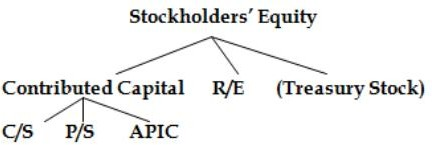 Stockholders' Equity
Contributed Capital R/E (Treasury Stock)
C/S P/S APIC